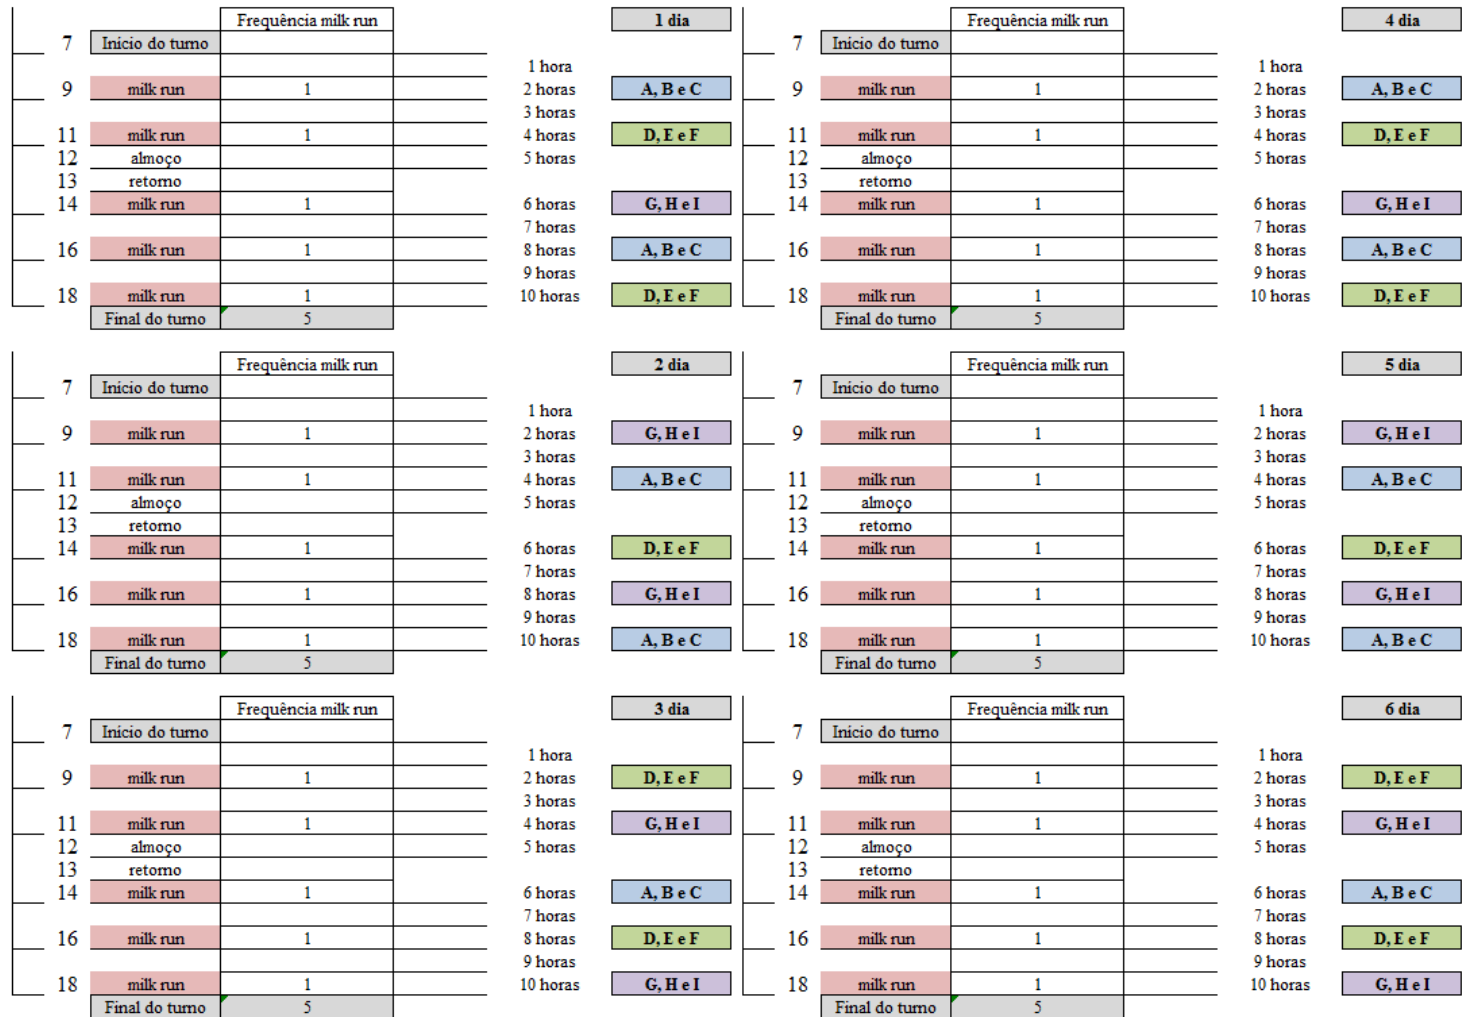 Frequência milk run 1 dia
7 Inicio do turno
1 hora
9 milk run 1 2 horas A, B e C
3 horas
11 milk run 1 4 horas D, E e F
12 almoço 5 horas
13 retorno
14 milk run 1 6 horas G, H e I
7 horas
16 milk run 1 8 horas A, B e C
9 horas
18 milk run 1 10 horas D, E e F
Final do turno 5
Frequência milk run 4 dia
7 Inicio do turno
1 hora
9 milk run 1 2 horas A, B e C
3 horas
11 milk run 1 4 horas D, E e F
12 almoço 5 horas
13 retorno
14 milk run 1 6 horas G, H e I
7 horas
16 milk run 1 8 horas A, B e C
9 horas
18 milk run 1 10 horas D, E e F
Final do turno 5
Frequência milk run 2 dia
7 Inicio do turno
1 hora
9 milk run 1 2 horas G, H e I
3 horas
11 milk run 1 4 horas A, B e C
12 almoço 5 horas
13 retorno
14 milk run 1 6 horas D, E e F
7 horas
16 milk run 1 8 horas G, H e I
9 horas
18 milk run 1 10 horas A, B e C
Final do turno 5
Frequência milk run 5 dia
7 Inicio do turno
1 hora
9 milk run 1 2 horas G, H e I
3 horas
11 milk run 1 4 horas A, B e C
12 almoço 5 horas
13 retorno
14 milk run 1 6 horas D, E e F
7 horas
16 milk run 1 8 horas G, H e I
9 horas
18 milk run 1 10 horas A, B e C
Final do turno 5
Frequência milk run 3 dia
7 Inicio do turno
1 hora
9 milk run 1 2 horas D, E e F
3 horas
11 milk run 1 4 horas G, H e I
12 almoço 5 horas
13 retorno
14 milk run 1 6 horas A, B e C
7 horas
16 milk run 1 8 horas D, E e F
9 horas
18 milk run 1 10 horas G, H e I
Final do turno 5
Frequência milk run 6 dia
7 Inicio do turno
1 hora
9 milk run 1 2 horas D, E e F
3 horas
11 milk run 1 4 horas G, H e I
12 almoço 5 horas
13 retorno
14 milk run 1 6 horas A, B e C
7 horas
16 milk run 1 8 horas D, E e F
9 horas
18 milk run 1 10 horas G, H e I
Final do turno 5